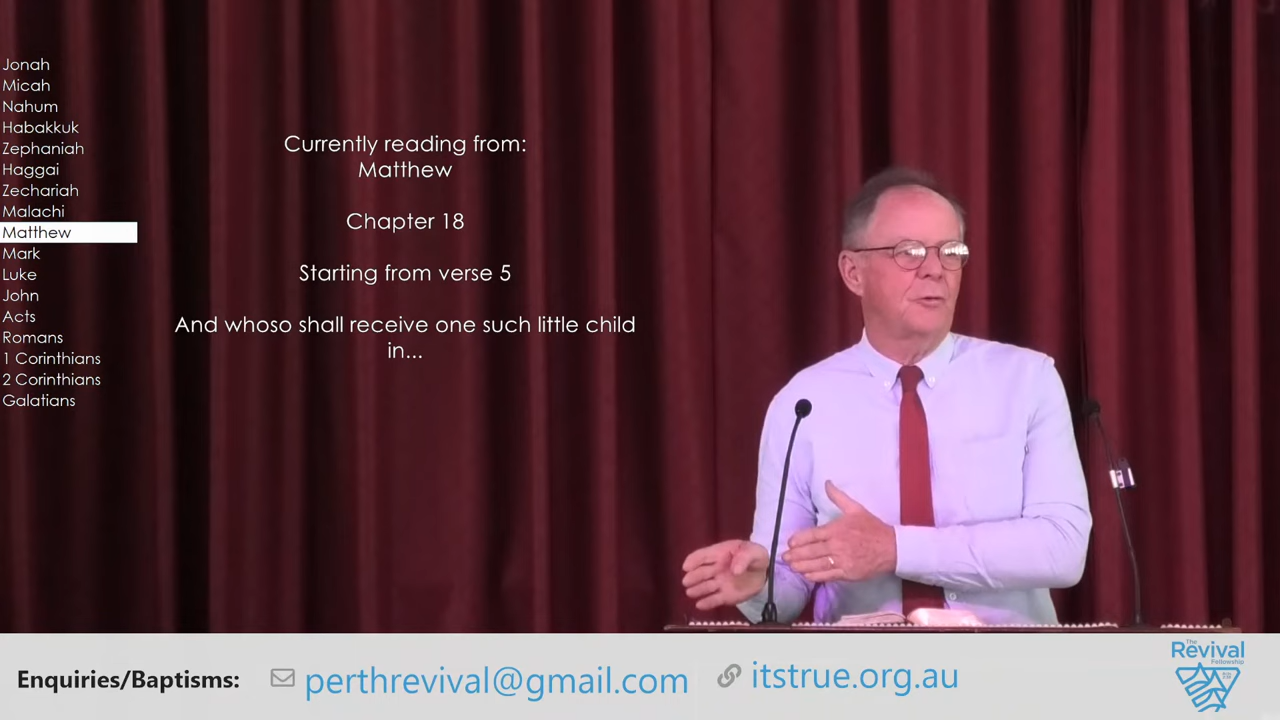 Jonah
Micah
Nahum
Habakkuk
Zephaniah
Haggai
Zechariah
Malachi
Matthew
Mark
Luke
John
Acts
Romans
1 Corinthians
2 Corinthians
Galatians
Currently reading from:
Matthew
Chapter 18
Starting from verse 5
And whoso shall receive one such little child
in...
Enquiries/Baptisms:
perthrevival@gmail.com
itstrue.org.au
The
Revival
Fellowship